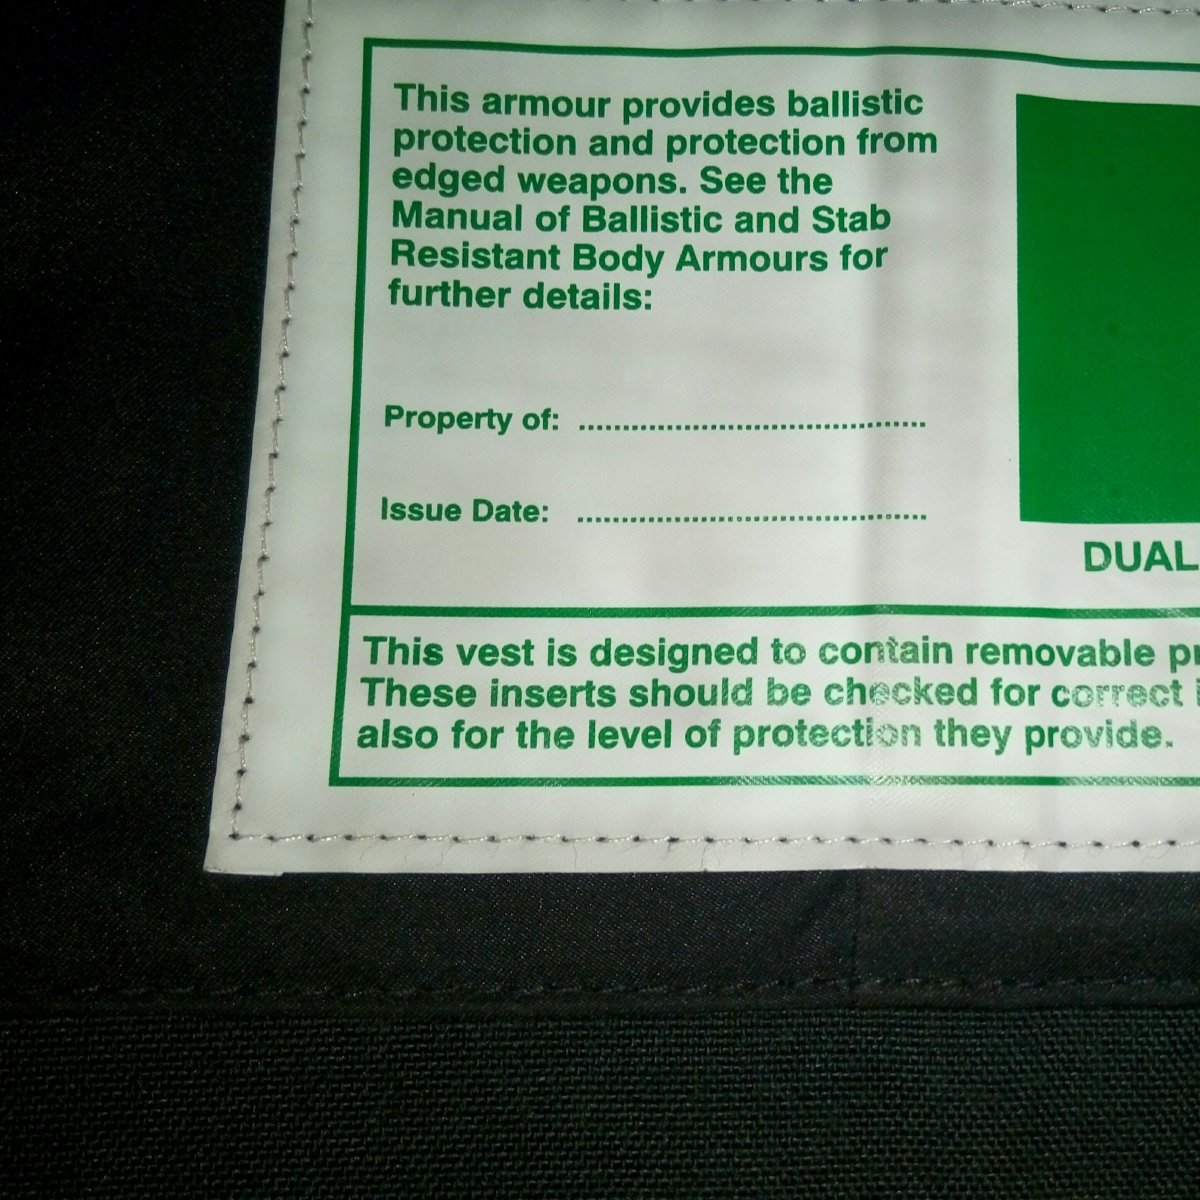 This armour provides ballistic
protection and protection from
edged weapons. See the
Manual of Ballistic and Stab
Resistant Body Armours for
further details:
Property of: ........................................
Issue Date: ........................................
DUAL
This vest is designed to contain removable
These inserts should be checked for correct
also for the level of protection they provide.